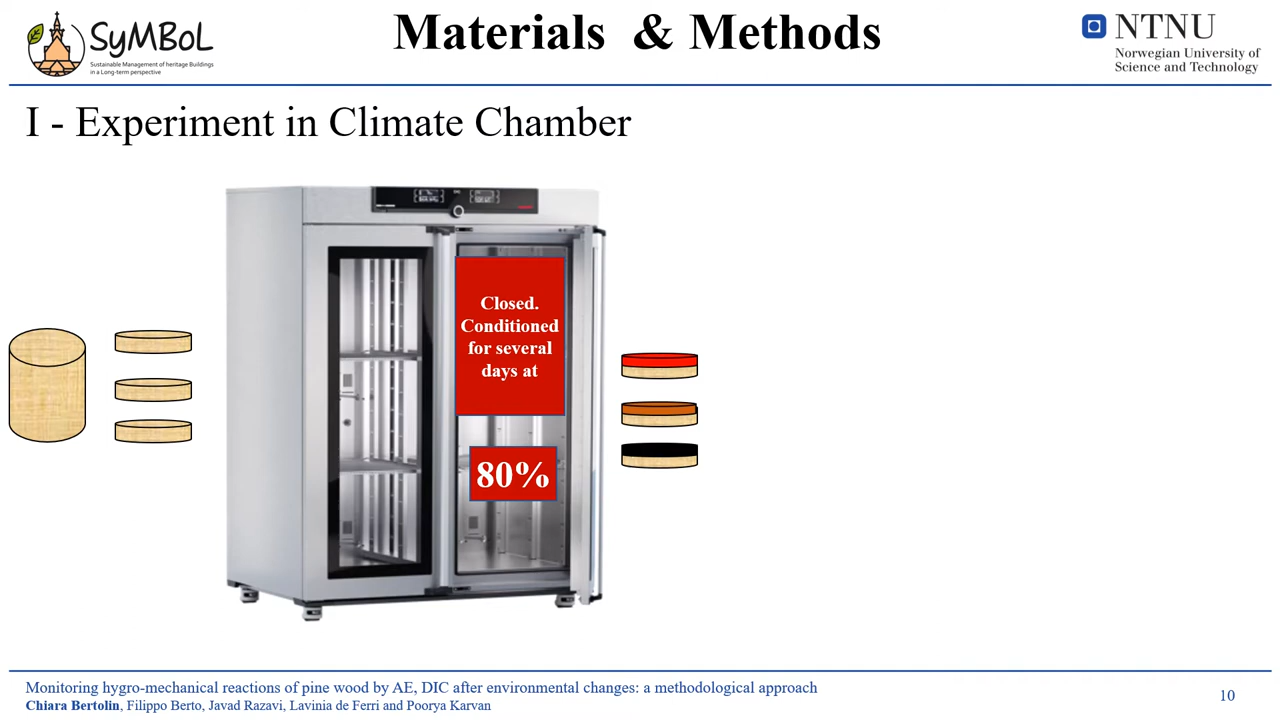 SyMBoL
Sustainable Management of heritage Buildings
in a Long-term perspective
Materials & Methods
NTNU
Norwegian University of
Science and Technology
I - Experiment in Climate Chamber
Closed.
Conditioned
for several
days at
80%
Monitoring hygro-mechanical reactions of pine wood by AE, DIC after environmental changes: a methodological approach
Chiara Bertolin, Filippo Berto, Javad Razavi, Lavinia de Ferri and Poorya Karvan
10